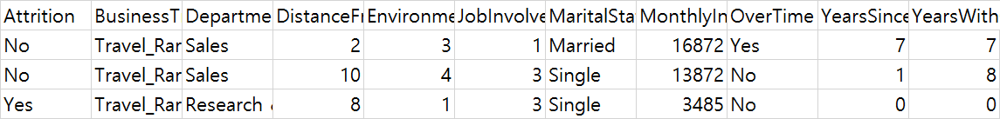 Attrition BusinessT Departme DistanceFr Environme JobInvolve MaritalSta MonthlyIn OverTime YearsSince YearsWith
No Travel_Rar Sales 2 3 1 Married 16872 Yes 7 7
No Travel_Rar Sales 10 4 3 Single 13872 No 1 8
Yes Travel_Rar Research 8 1 3 Single 3485 No 0 0